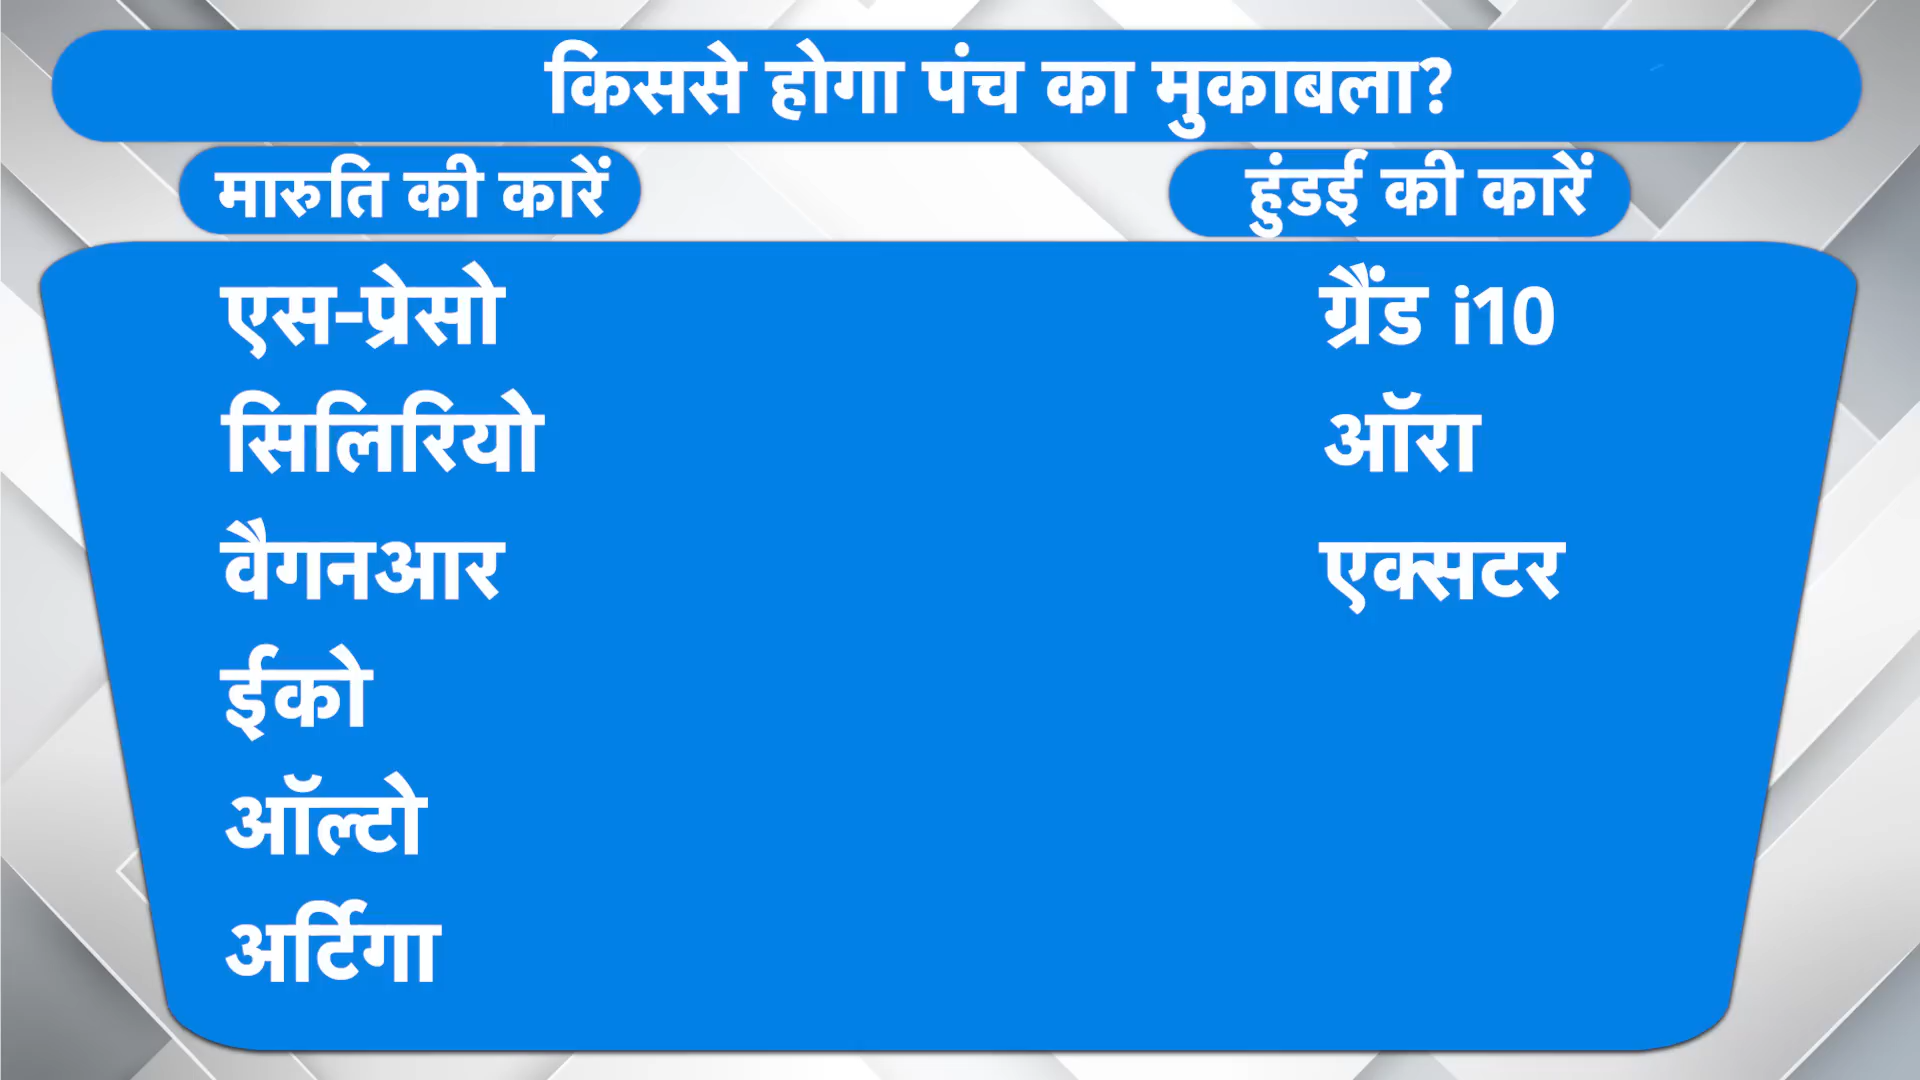 किससे होगा पंच का मुकाबला?
मारुति की कारें
हुंडई की कारें
एस-प्रेसो
ग्रैंड i10
सिलिरियो
ऑरा
वैगनआर
एक्सटर
ईको
ऑल्टो
अर्टिगा